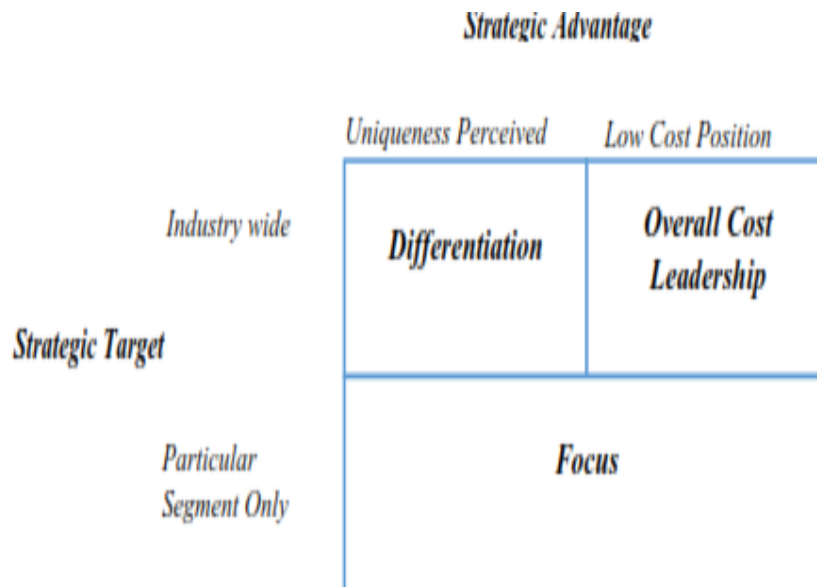 Strategic Advantage
Uniqueness Perceived
Low Cost Position
Industry wide
Differentiation
Overall Cost
Leadership
Strategic Target
Particular
Segment Only
Focus